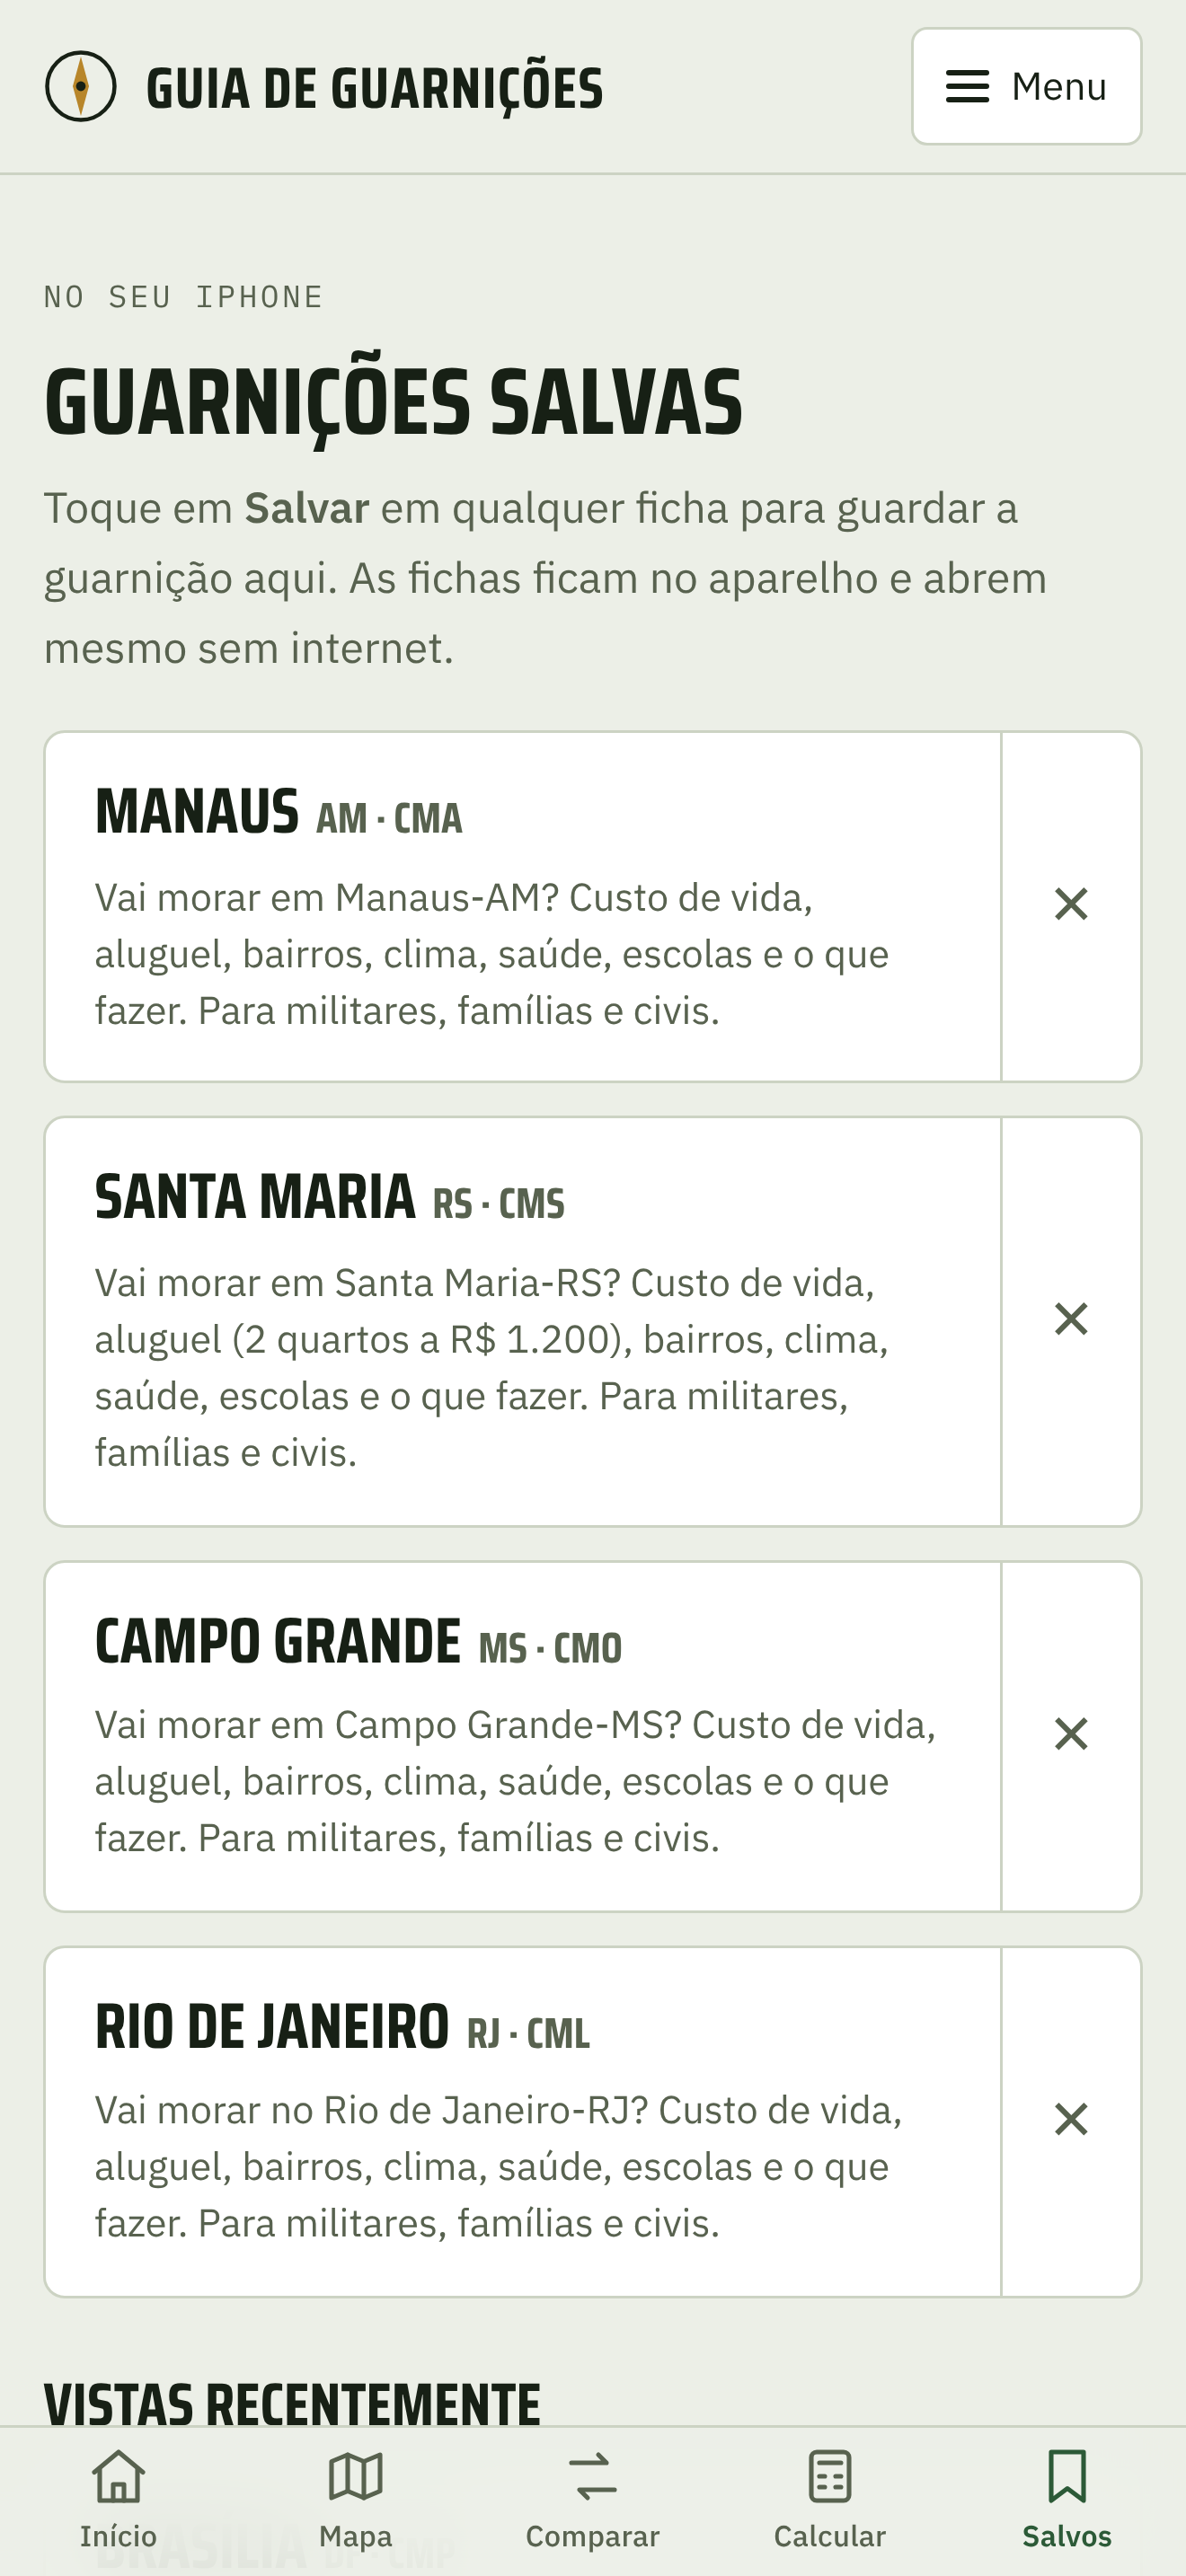 GUIA DE GUARNIÇÕES
Menu
NO SEU IPHONE
GUARNIÇÕES SALVAS
Toque em Salvar em qualquer ficha para guardar a
guarnição aqui. As fichas ficam no aparelho e abrem
mesmo sem internet.
MANAUS AM · CMA
Vai morar em Manaus-AM? Custo de vida,
aluguel, bairros, clima, saúde, escolas e o que
fazer. Para militares, famílias e civis.
SANTA MARIA RS · CMS
Vai morar em Santa Maria-RS? Custo de vida,
aluguel (2 quartos a R$ 1.200), bairros, clima,
saúde, escolas e o que fazer. Para militares,
famílias e civis.
CAMPO GRANDE MS · CMO
Vai morar em Campo Grande-MS? Custo de vida,
aluguel, bairros, clima, saúde, escolas e o que
fazer. Para militares, famílias e civis.
RIO DE JANEIRO RJ · CML
Vai morar no Rio de Janeiro-RJ? Custo de vida,
aluguel, bairros, clima, saúde, escolas e o que
fazer. Para militares, famílias e civis.
VISTAS RECENTEMENTE
BRASÍLIA DF · CMP
Início
Mapa
Comparar
Calcular
Salvos